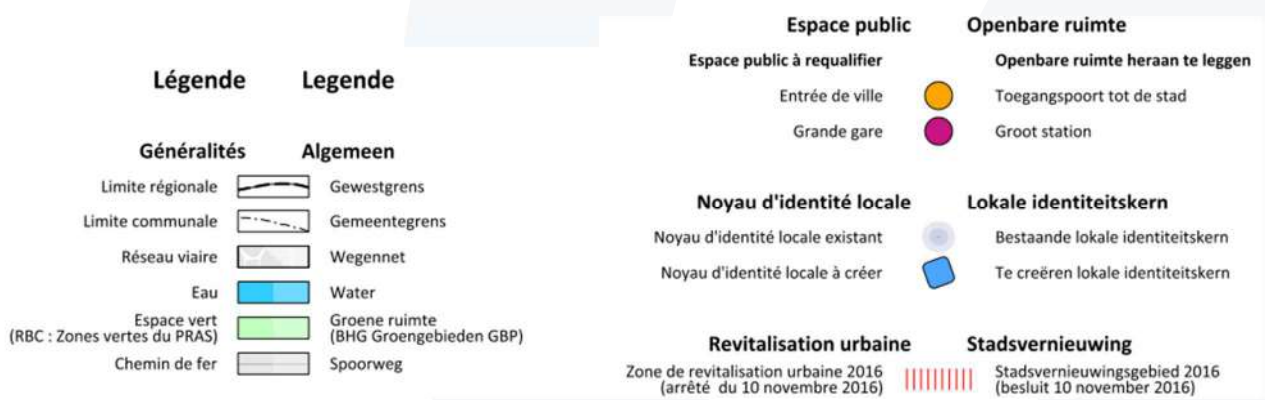 Légende Legende
Généralités Algemeen
Limite régionale Gewestgrens
Limite communale Gemeentegrens
Réseau viaire Wegennet
Eau Water
Espace vert Groene ruimte
(RBC : Zones vertes du PRAS) (BHG Groengebieden GBP)
Chemin de fer Spoorweg
Espace public Openbare ruimte
Espace public à requalifier Openbare ruimte heraan te leggen
Entrée de ville Toegangspoort tot de stad
Grande gare Groot station
Noyau d'identité locale Lokale identiteitskern
Noyau d'identité locale existant Bestaande lokale identiteitskern
Noyau d'identité locale à créer Te creëren lokale identiteitskern
Revitalisation urbaine Stadsvernieuwing
Zone de revitalisation urbaine 2016 Stadsvernieuwingsgebied 2016
(arrêté du 10 novembre 2016) (besluit 10 november 2016)